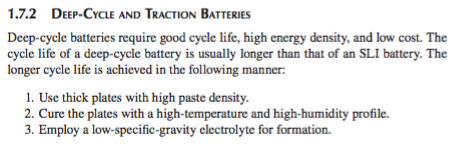 1.7.2 DEEP-CYCLE AND TRACTION BATTERIES
Deep-cycle batteries require good cycle life, high energy density, and low cost. The
cycle life of a deep-cycle battery is usually longer than that of an SLI battery. The
longer cycle life is achieved in the following manner:
1. Use thick plates with high paste density.
2. Cure the plates with a high-temperature and high-humidity profile.
3. Employ a low-specific-gravity electrolyte for formation.